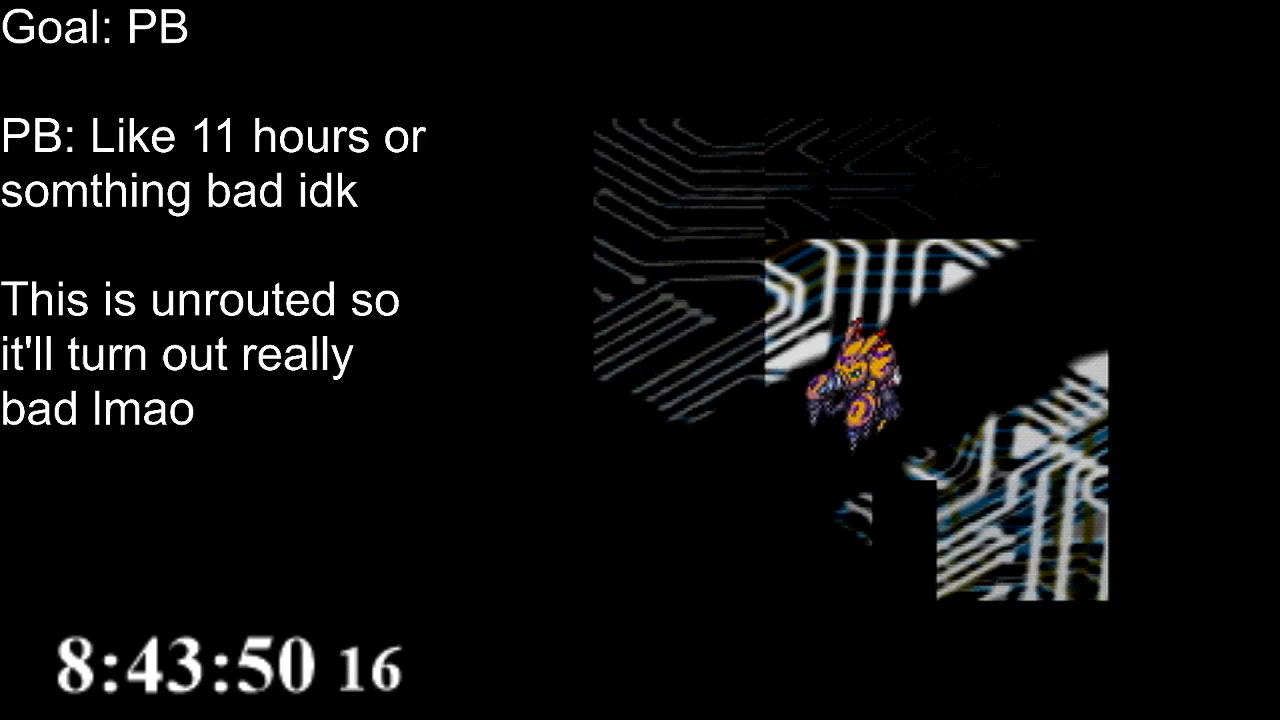 Goal: PB
PB: Like 11 hours or
somthing bad idk
This is unrouted so
it'll turn out really
bad lmao
8:43:50 16